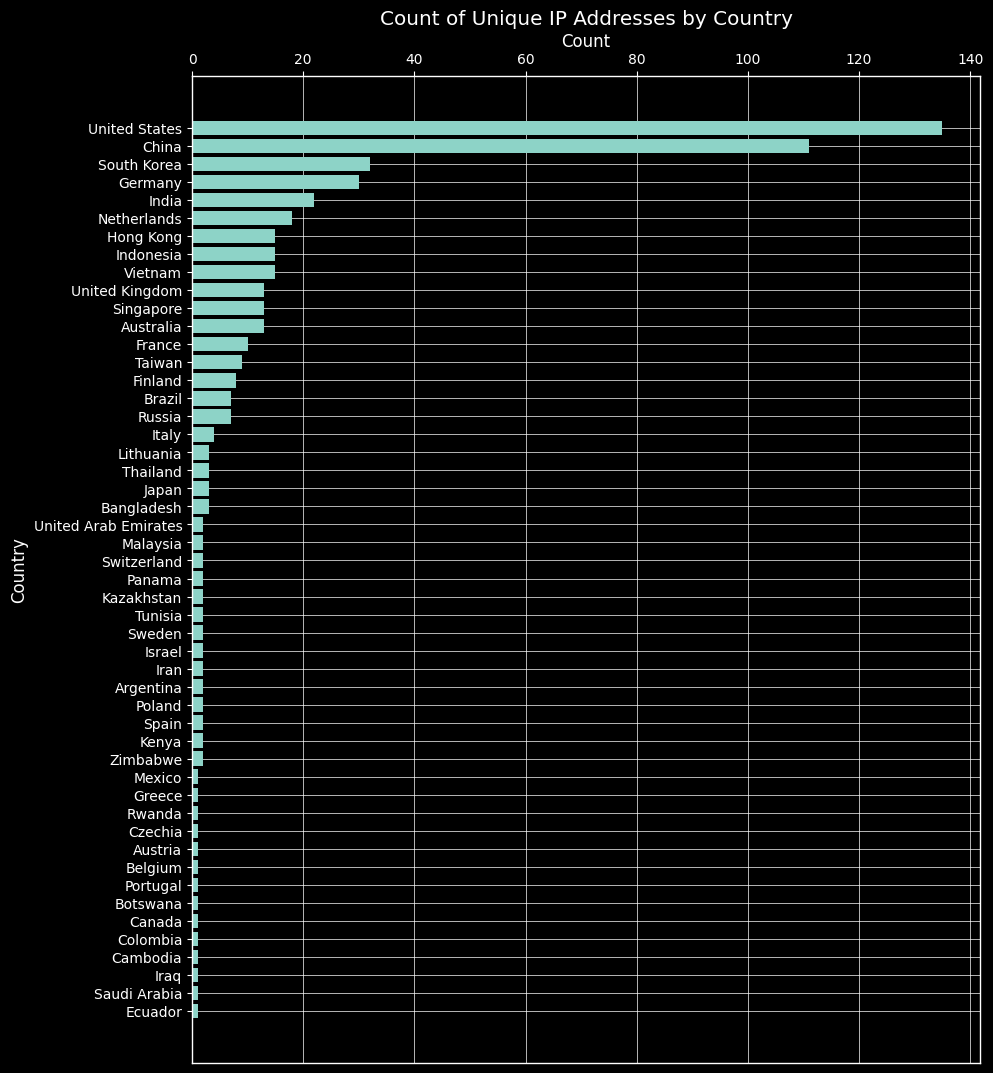 Count of Unique IP Addresses by Country
Count
0 20 40 60 80 100 120 140
United States
China
South Korea
Germany
India
Netherlands
Hong Kong
Indonesia
Vietnam
United Kingdom
Singapore
Australia
France
Taiwan
Finland
Brazil
Russia
Italy
Lithuania
Thailand
Japan
Bangladesh
United Arab Emirates
Malaysia
Switzerland
Panama
Kazakhstan
Tunisia
Sweden
Israel
Iran
Argentina
Poland
Spain
Kenya
Zimbabwe
Mexico
Greece
Rwanda
Czechia
Austria
Belgium
Portugal
Botswana
Canada
Colombia
Cambodia
Iraq
Saudi Arabia
Ecuador
Country